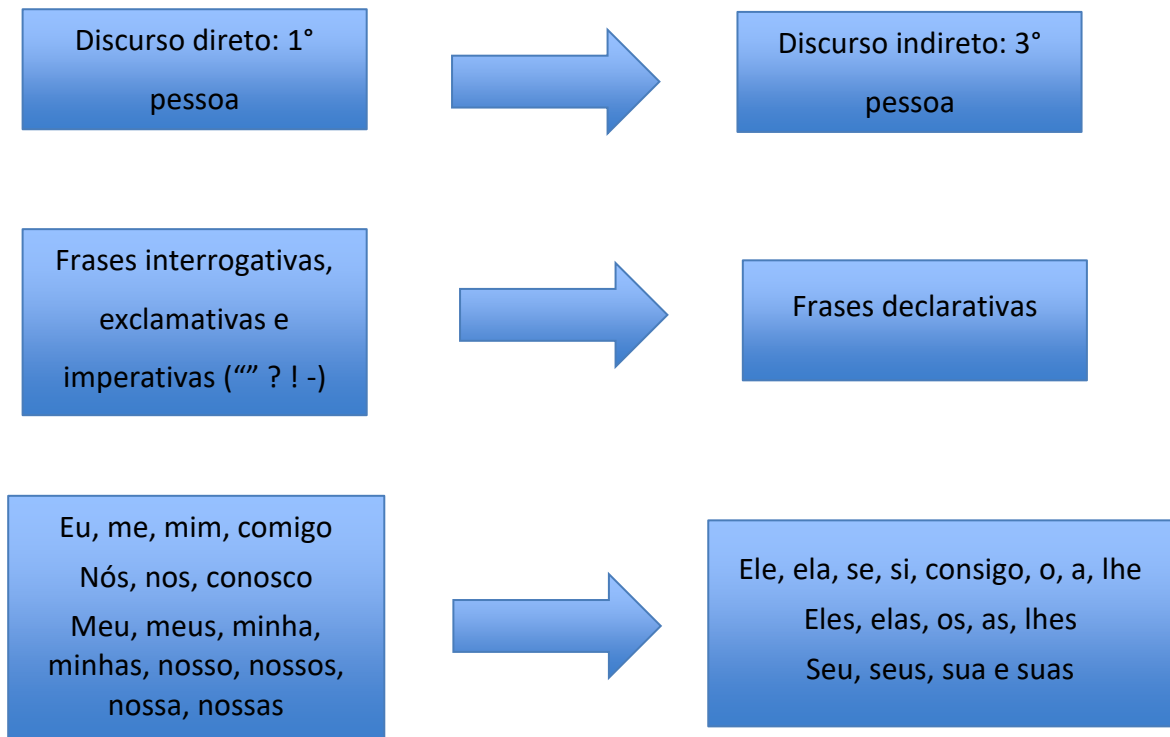 Discurso direto: 1°
pessoa
Discurso indireto: 3°
pessoa
Frases interrogativas,
exclamativas e
imperativas (“” ? ! -)
Frases declarativas
Eu, me, mim, comigo
Nós, nos, conosco
Meu, meus, minha,
minhas, nosso, nossos,
nossa, nossas
Ele, ela, se, si, consigo, o, a, lhe
Eles, elas, os, as, lhes
Seu, seus, sua e suas